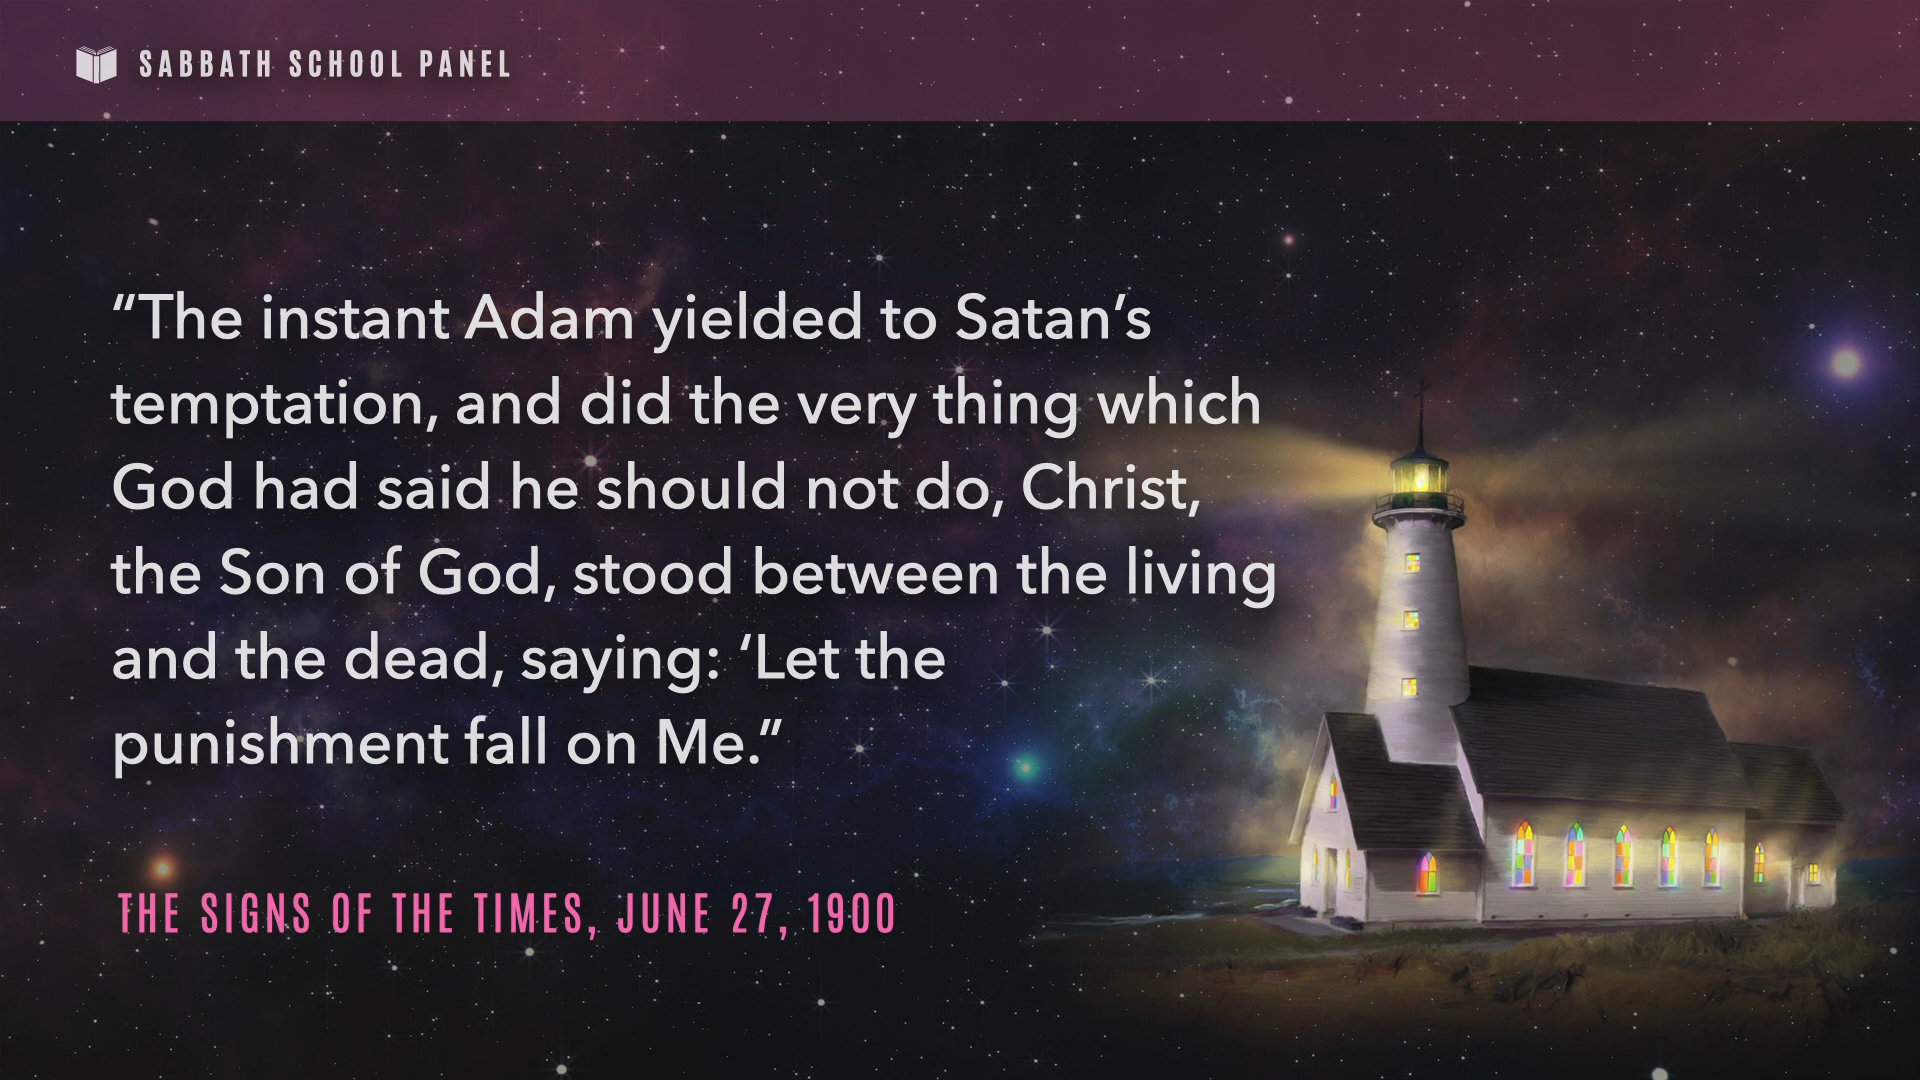 SABBATH SCHOOL PANEL
“The instant Adam yielded to Satan’s
temptation, and did the very thing which
God had said he should not do, Christ,
the Son of God, stood between the living
and the dead, saying: ‘Let the
punishment fall on Me.”
THE SIGNS OF THE TIMES, JUNE 27, 1900